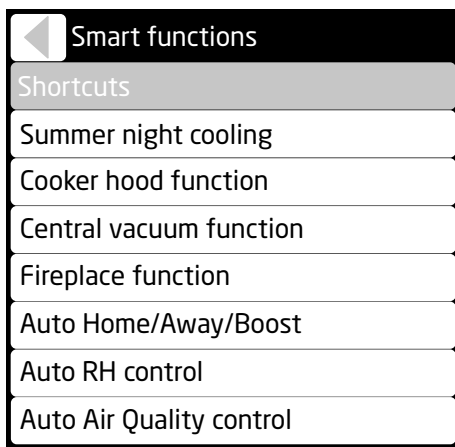 Smart functions
Shortcuts
Summer night cooling
Cooker hood function
Central vacuum function
Fireplace function
Auto Home/Away/Boost
Auto RH control
Auto Air Quality control